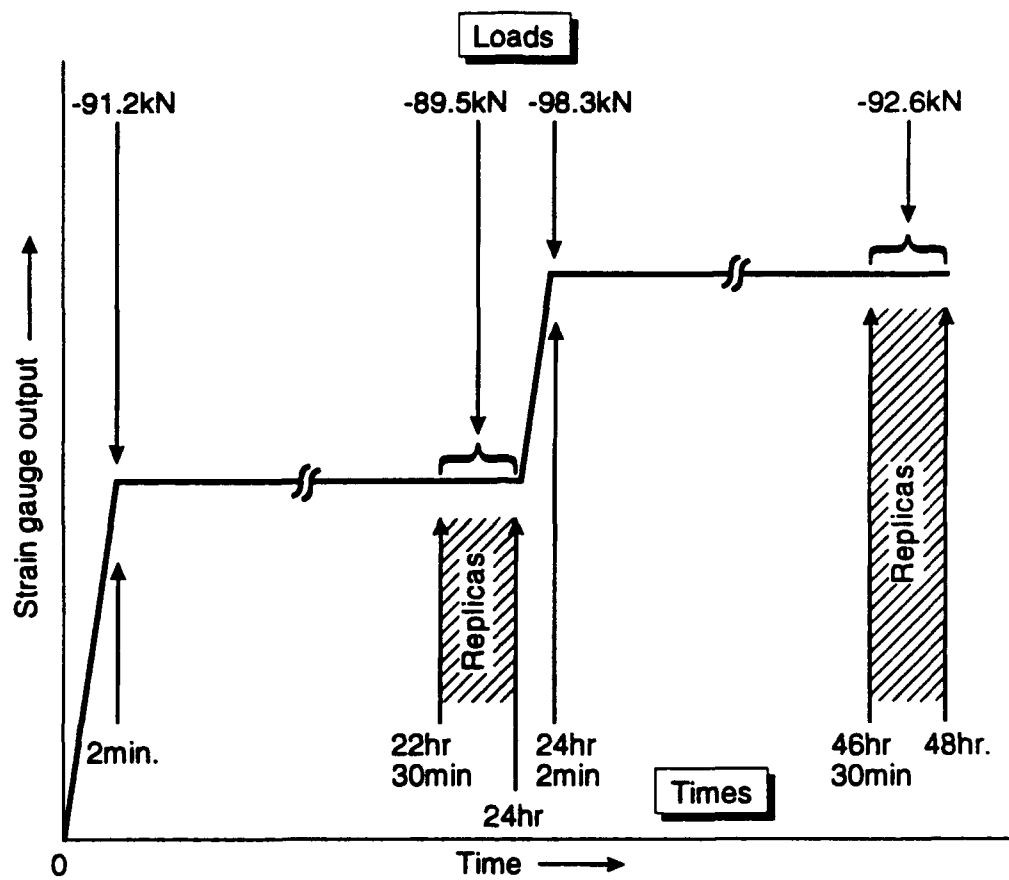 Loads
-91.2kN
-89.5kN
-98.3kN
-92.6kN
Strain gauge output
Replicas
Replicas
2min.
22hr
30min
24hr
24hr
2min
46hr
30min
48hr.
Times
0
Time